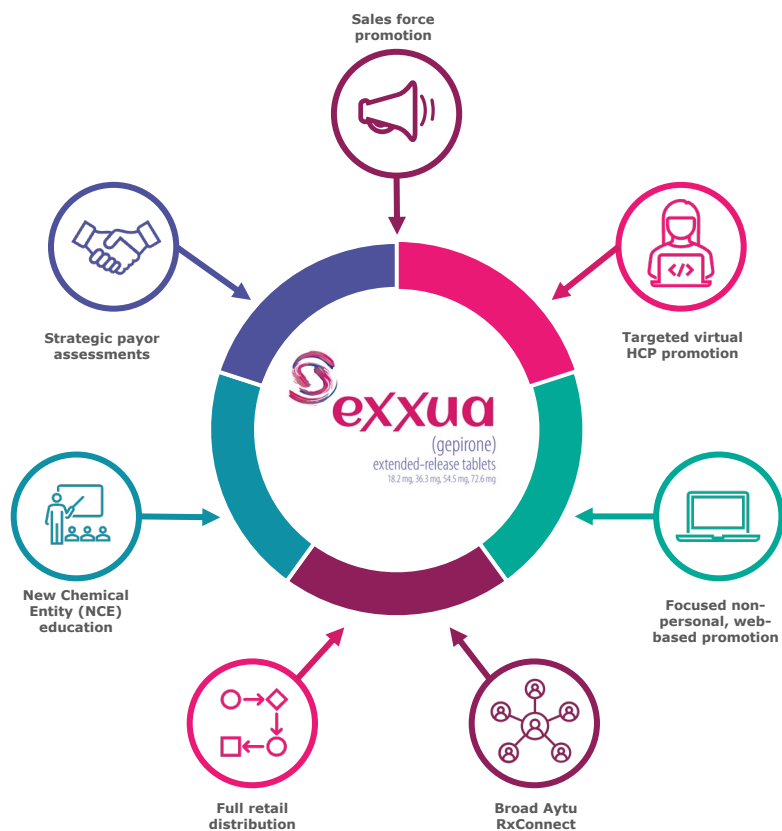 Sales force
promotion
Strategic payor
assessments
</>
Targeted virtual
HCP promotion
Sexxua
(gepirone)
extended-release tablets
18.2 mg, 36.3 mg, 54.5 mg, 72.6 mg
New Chemical
Entity (NCE)
education
Focused non-
personal, web-
based promotion
Full retail
distribution
Broad Aytu
RxConnect